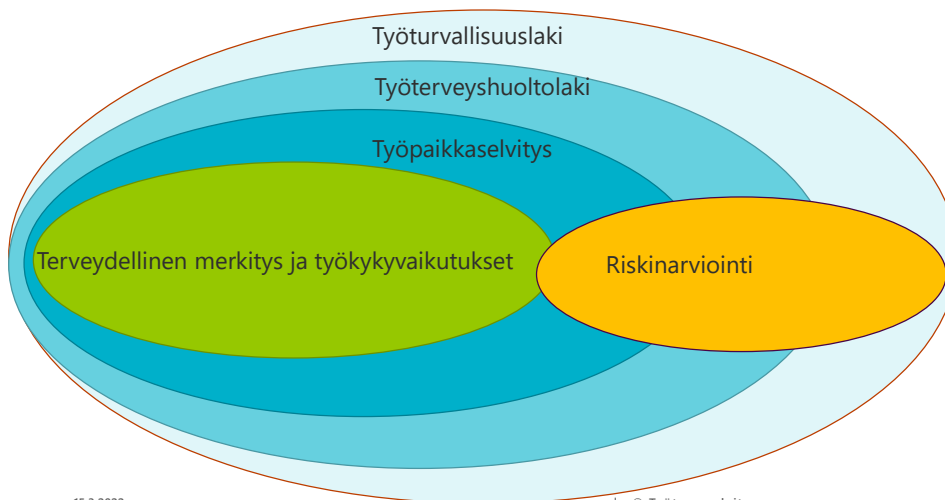 Työturvallisuuslaki
Työterveyshuoltolaki
Työpaikkaselvitys
Terveydellinen merkitys ja työkykyvaikutukset
Riskinarviointi